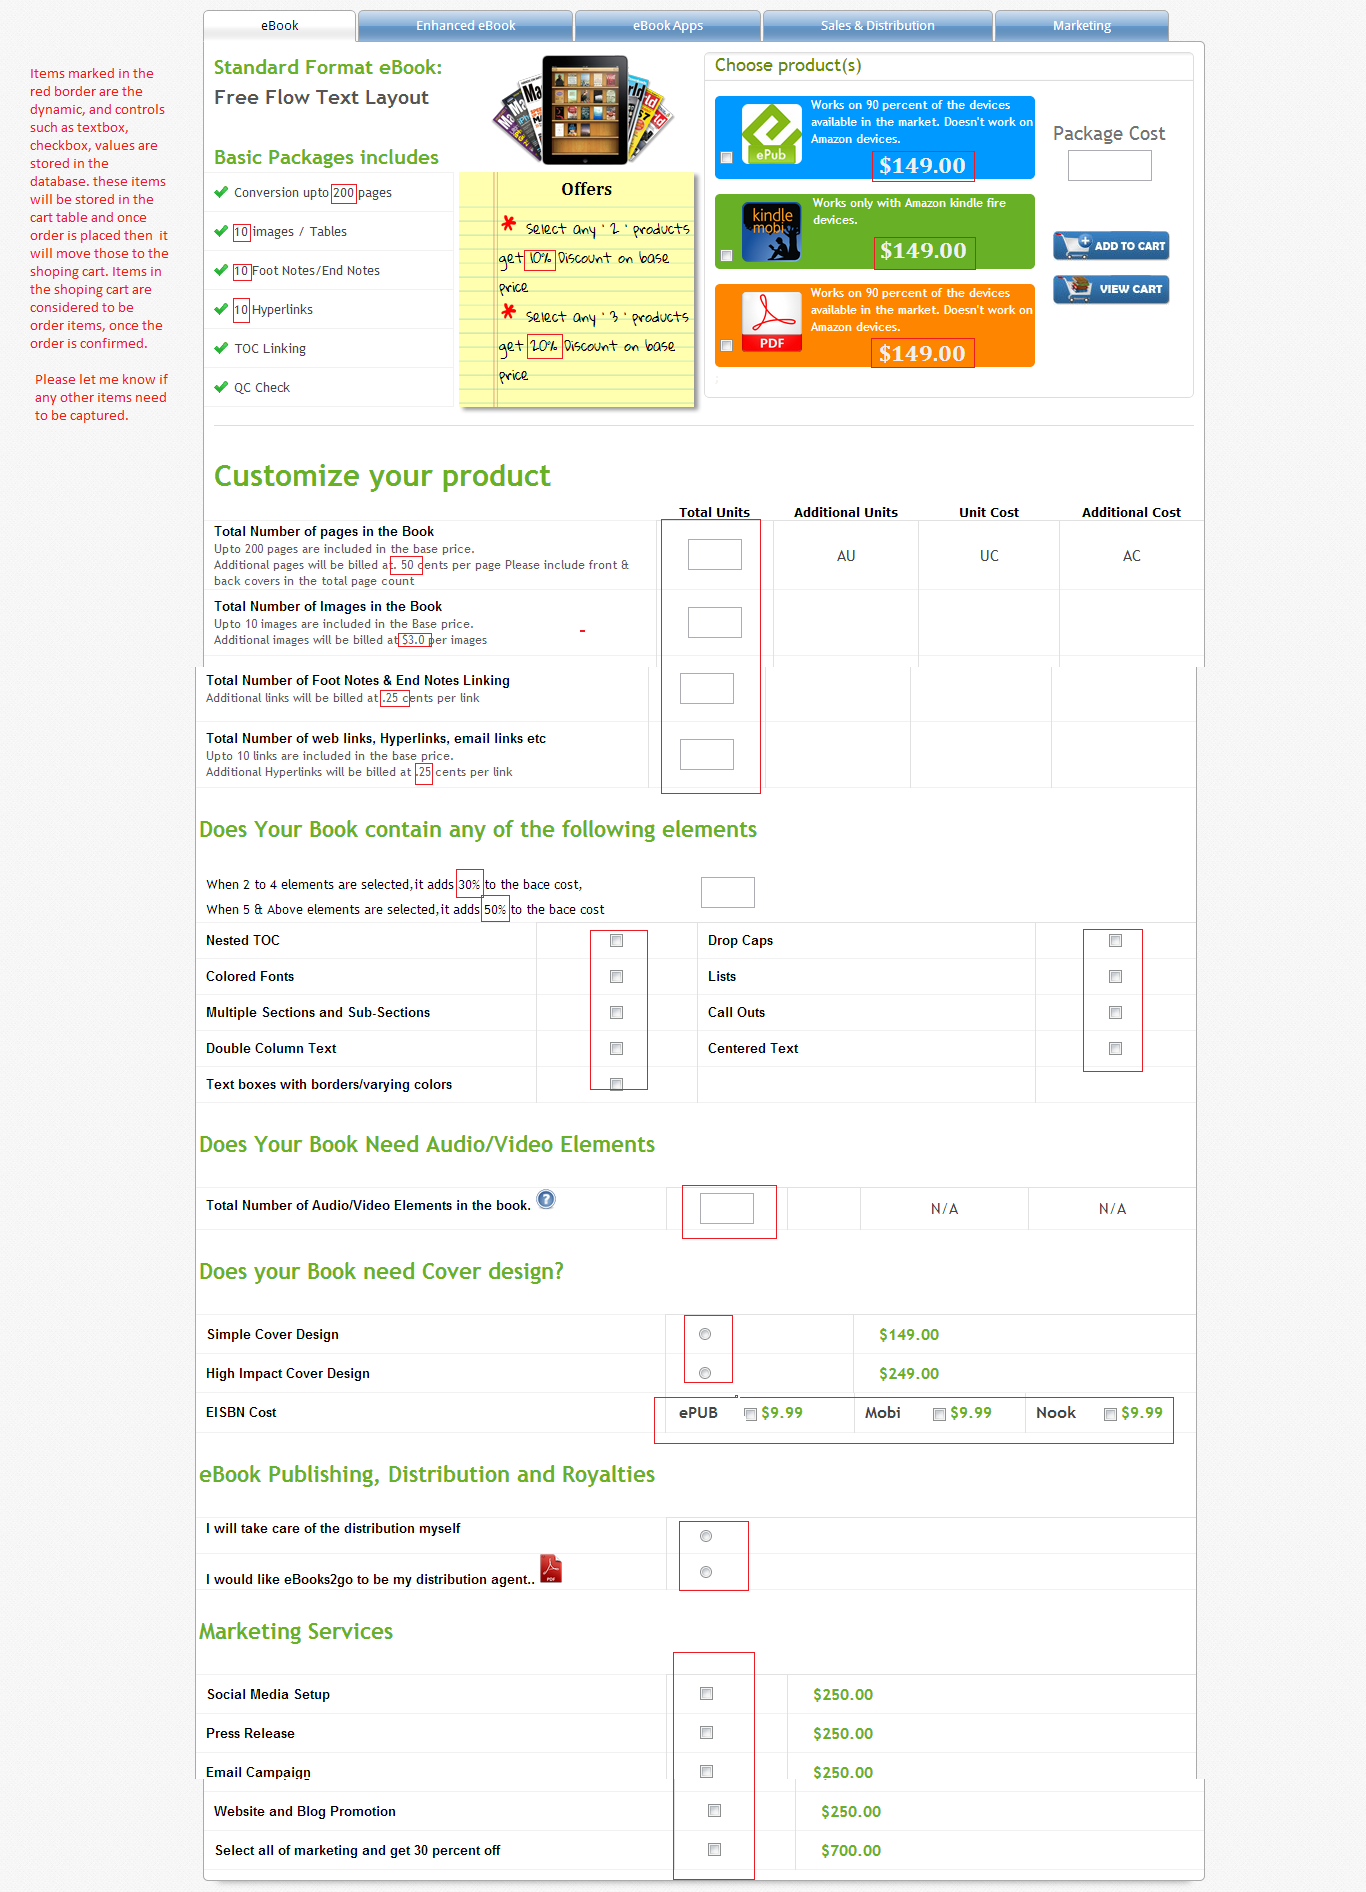 eBook
Enhanced eBook
eBook Apps
Sales & Distribution
Marketing
Items marked in the
red border are the
dynamic, and controls
such as textbox,
checkbox, values are
stored in the
database. these items
will be stored in the
cart table and once
order is placed then it
will move those to the
shoping cart. Items in
the shoping cart are
considered to be
order items, once the
order is confirmed.
Please let me know if
any other items need
to be captured.
Standard Format eBook:
Free Flow Text Layout
Basic Packages includes
Conversion upto 200 pages
10 images / Tables
10 Foot Notes/End Notes
10 Hyperlinks
TOC Linking
QC Check
Offers
* Select any ' 2 ' products
get 10% Discount on base
price
* Select any ' 3 ' products
get 20% Discount on base
price
Choose product(s)
ePub
Works on 90 percent of the devices
available in the market. Doesn't work on
Amazon devices.
$149.00
kindle
mobi
Works only with Amazon kindle fire
devices.
$149.00
PDF
Works on 90 percent of the devices
available in the market. Doesn't work on
Amazon devices.
$149.00
Package Cost
ADD TO CART
VIEW CART
Customize your product
Total Units
Additional Units
Unit Cost
Additional Cost
Total Number of pages in the Book
Upto 200 pages are included in the base price.
Additional pages will be billed at. 50 cents per page Please include front &
back covers in the total page count
AU
UC
AC
Total Number of Images in the Book
Upto 10 images are included in the Base price.
Additional images will be billed at $3.0 per images
Total Number of Foot Notes & End Notes Linking
Additional links will be billed at .25 cents per link
Total Number of web links, Hyperlinks, email links etc
Upto 10 links are included in the base price.
Additional Hyperlinks will be billed at .25 cents per link
Does Your Book contain any of the following elements
When 2 to 4 elements are selected,it adds 30% to the bace cost,
When 5 & Above elements are selected,it adds 50% to the bace cost
Nested TOC
Drop Caps
Colored Fonts
Lists
Multiple Sections and Sub-Sections
Call Outs
Double Column Text
Centered Text
Text boxes with borders/varying colors
Does Your Book Need Audio/Video Elements
Total Number of Audio/Video Elements in the book. ?
N/A
N/A
Does your Book need Cover design?
Simple Cover Design
$149.00
High Impact Cover Design
$249.00
EISBN Cost
ePUB $9.99
Mobi $9.99
Nook $9.99
eBook Publishing, Distribution and Royalties
I will take care of the distribution myself
I would like eBooks2go to be my distribution agent..
PDF
Marketing Services
Social Media Setup
$250.00
Press Release
$250.00
Email Campaign
$250.00
Website and Blog Promotion
$250.00
Select all of marketing and get 30 percent off
$700.00